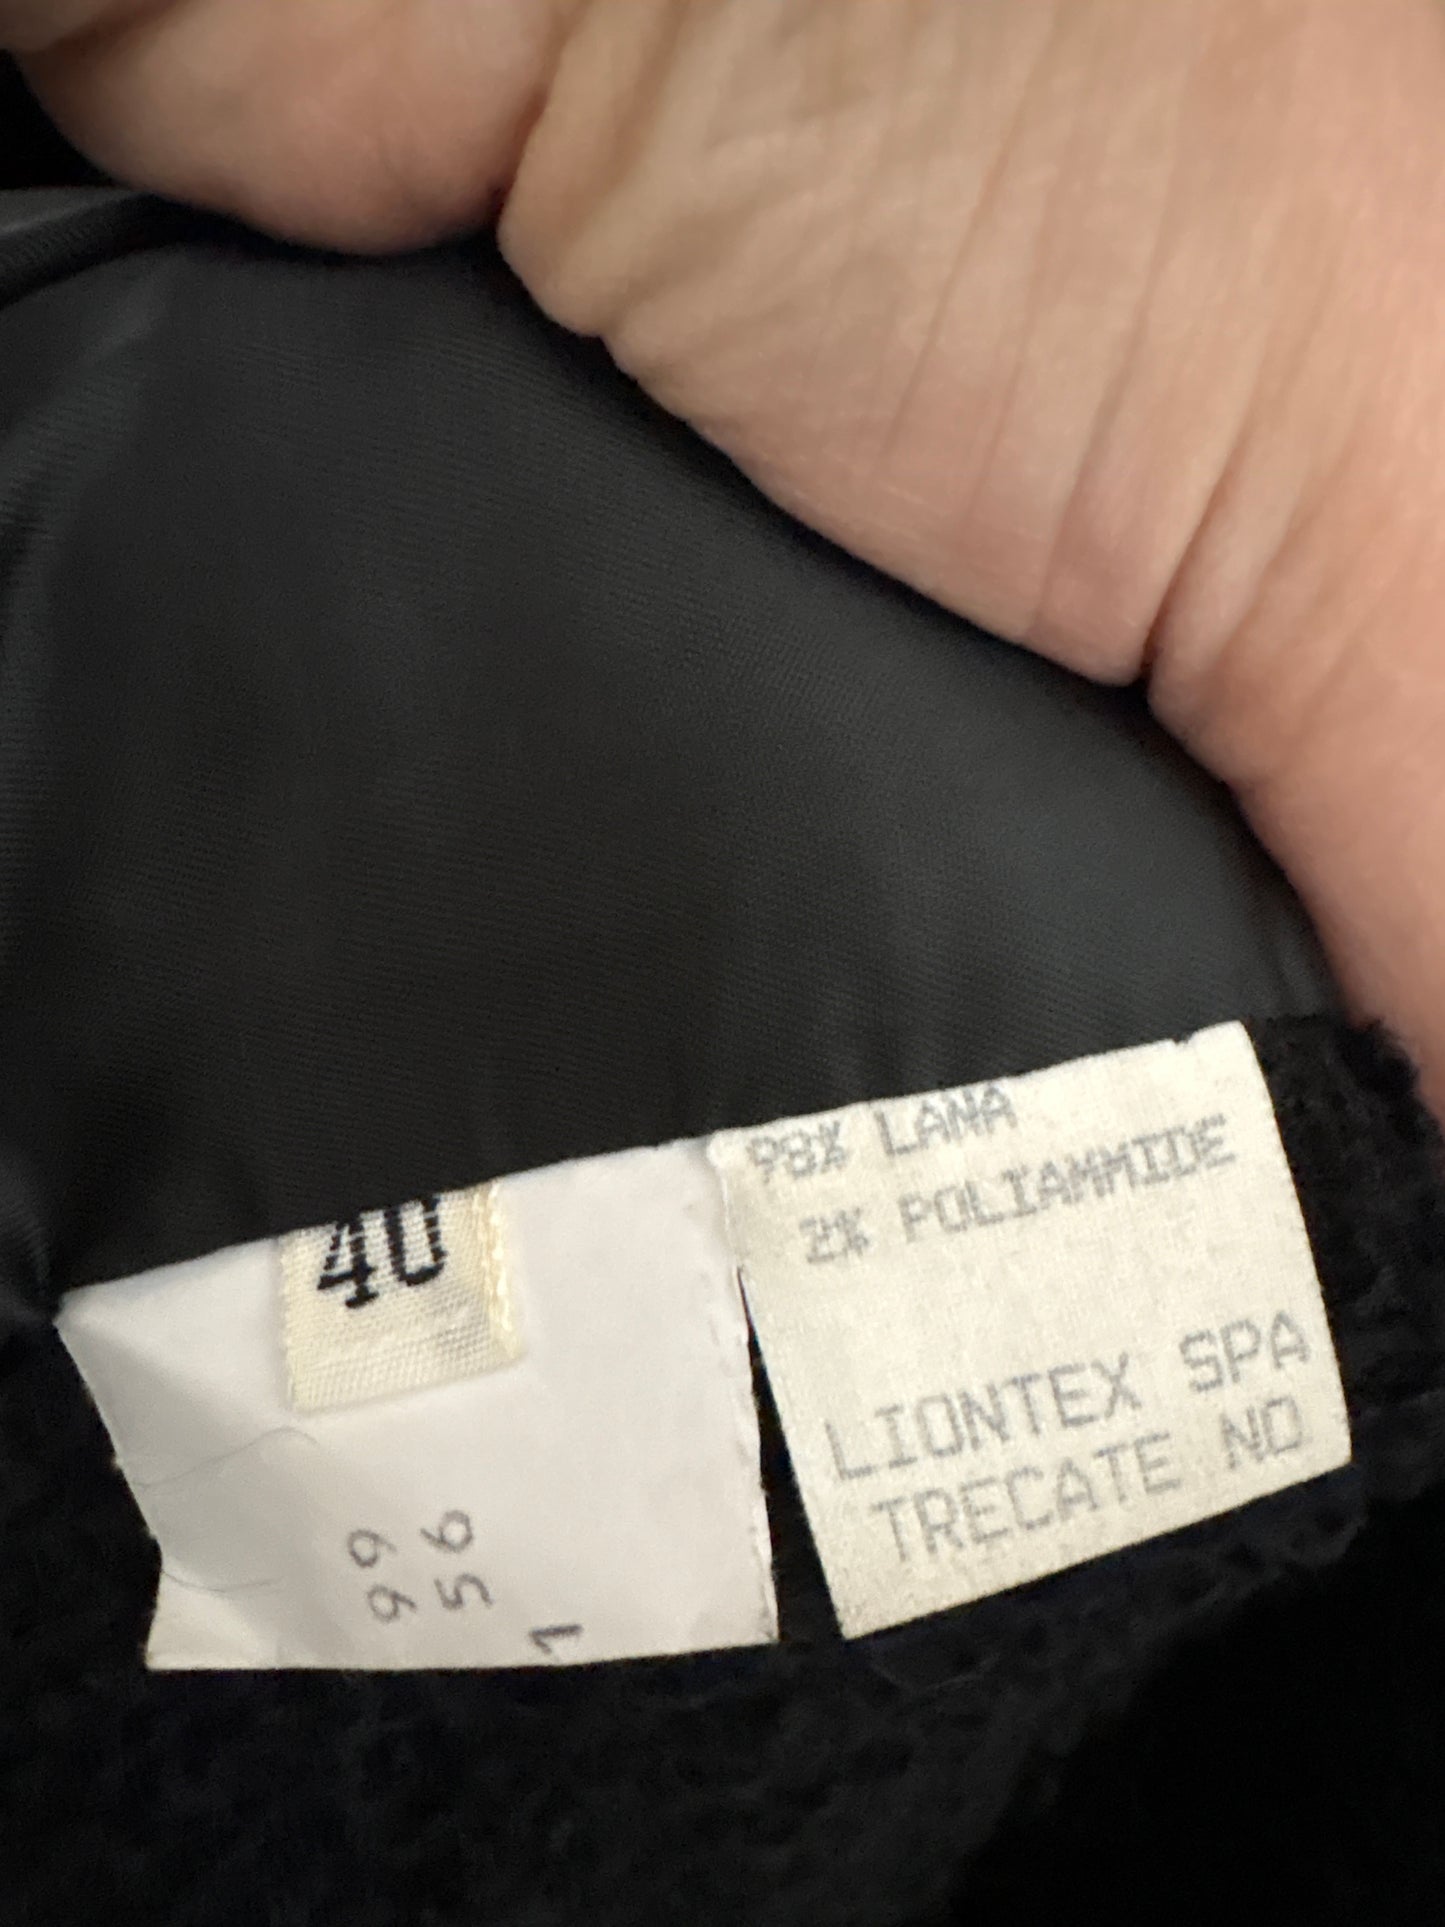 40
99
56
1
98% LANA
2% POLIAMMIDE
LIONTEX SPA
TRECATE NO